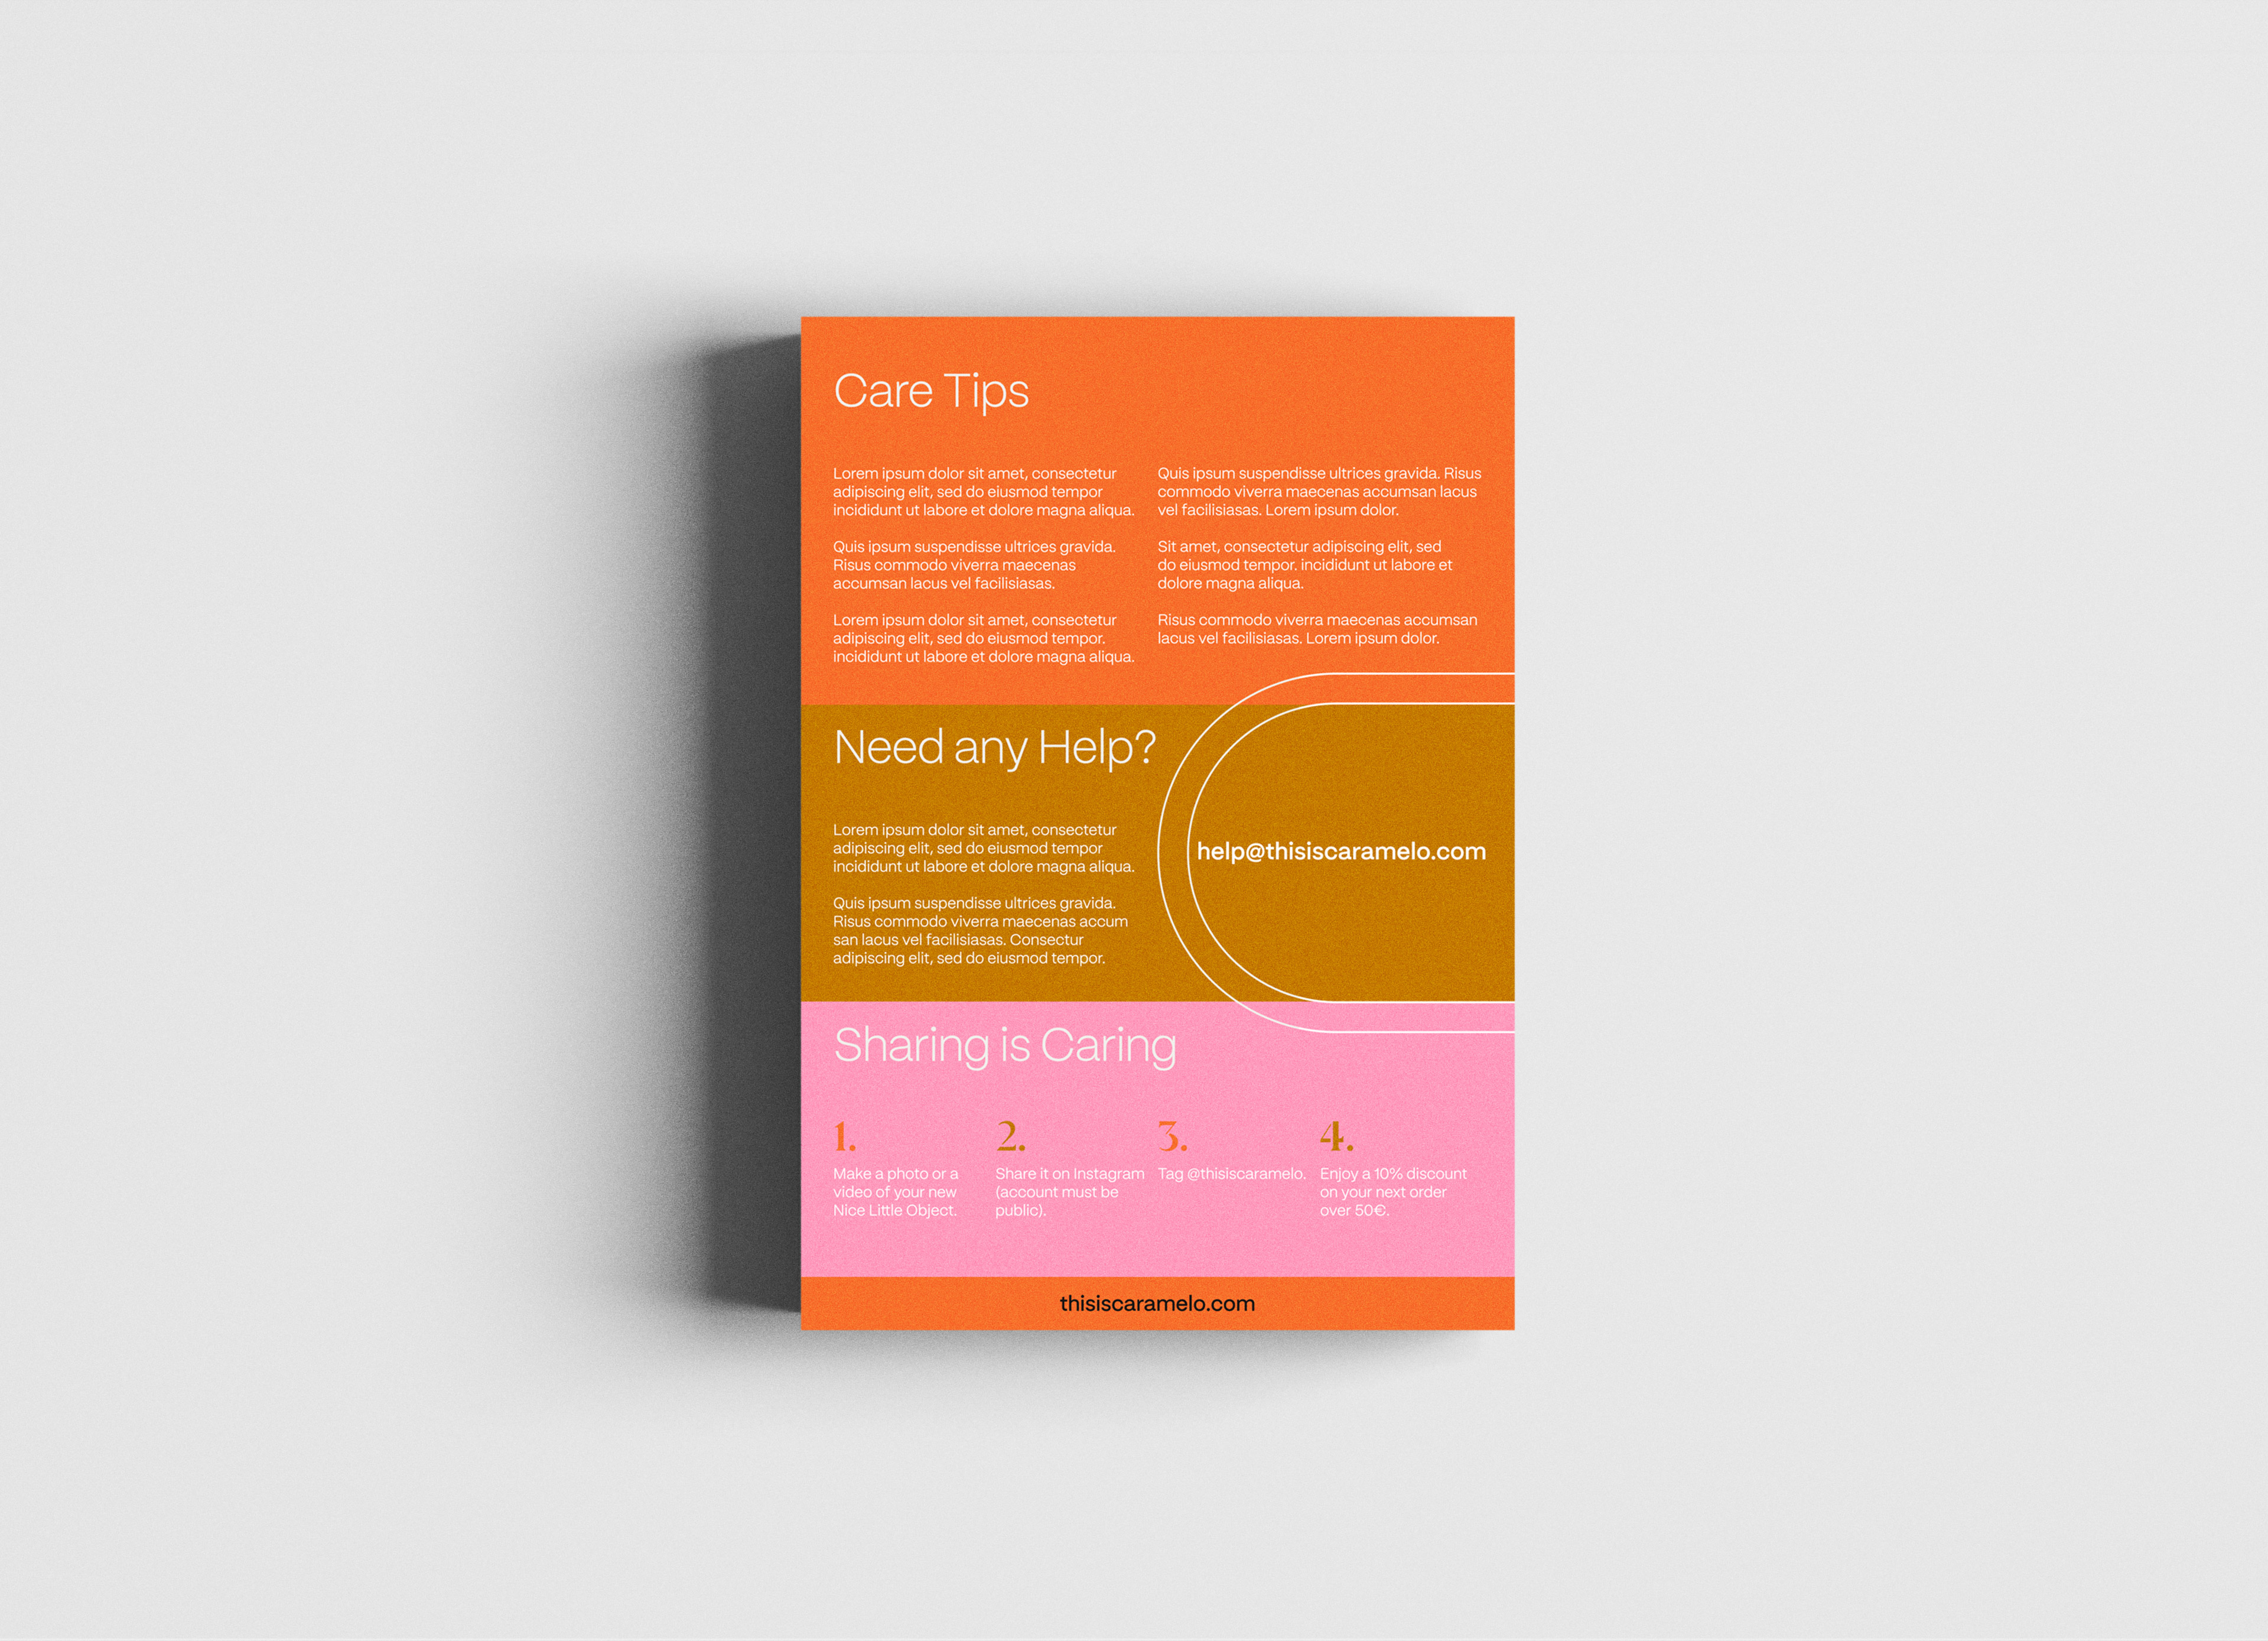 Care Tips
Lorem ipsum dolor sit amet, consectetur
adipiscing elit, sed do eiusmod tempor
incididunt ut labore et dolore magna aliqua.
Quis ipsum suspendisse ultrices gravida.
Risus commodo viverra maecenas
accumsan lacus vel facilisiasas.
Lorem ipsum dolor sit amet, consectetur
adipiscing elit, sed do eiusmod tempor.
incididunt ut labore et dolore magna aliqua.
Quis ipsum suspendisse ultrices gravida. Risus
commodo viverra maecenas accumsan lacus
vel facilisiasas. Lorem ipsum dolor.
Sit amet, consectetur adipiscing elit, sed
do eiusmod tempor. incididunt ut labore et
dolore magna aliqua.
Risus commodo viverra maecenas accumsan
lacus vel facilisiasas. Lorem ipsum dolor.
Need any Help?
Lorem ipsum dolor sit amet, consectetur
adipiscing elit, sed do eiusmod tempor
incididunt ut labore et dolore magna aliqua.
Quis ipsum suspendisse ultrices gravida.
Risus commodo viverra maecenas accum
san lacus vel facilisiasas. Consectur
adipiscing elit, sed do eiusmod tempor.
help@thisiscaramelo.com
Sharing is Caring
1.
Make a photo or a
video of your new
Nice Little Object.
2.
Share it on Instagram
(account must be
public).
3.
Tag @thisiscaramelo.
4.
Enjoy a 10% discount
on your next order
over 50€.
thisiscaramelo.com